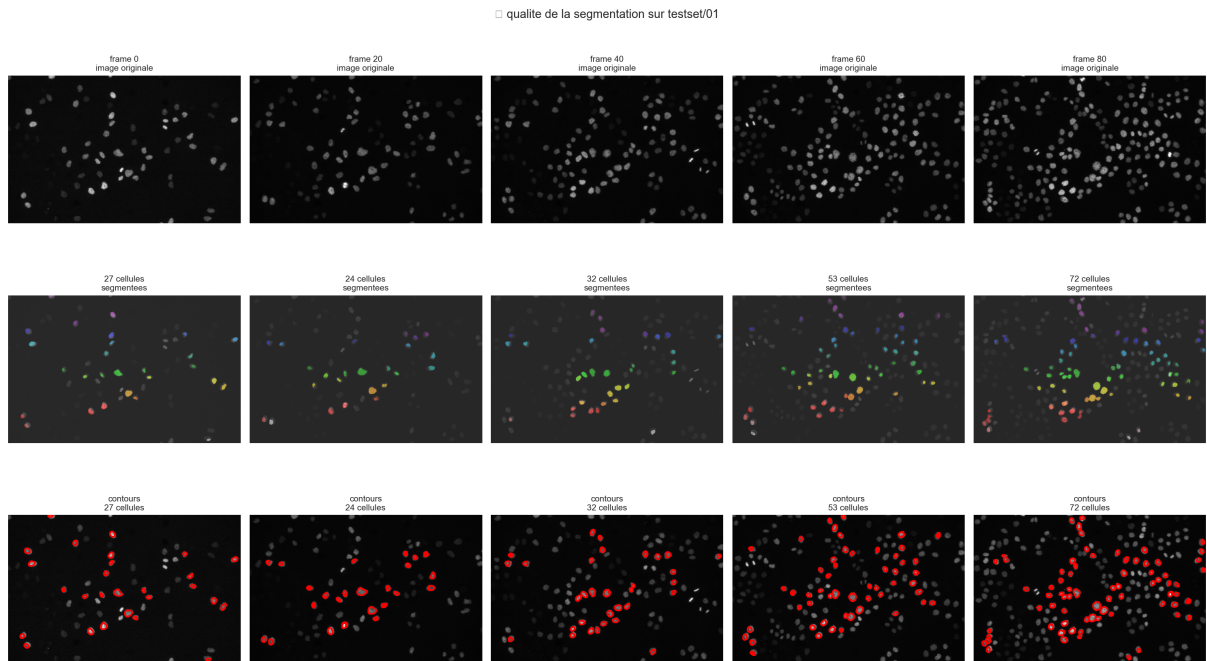 □ qualite de la segmentation sur testset/01
frame 0
image originale
frame 20
image originale
frame 40
image originale
frame 60
image originale
frame 80
image originale
27 cellules
segmentees
24 cellules
segmentees
32 cellules
segmentees
53 cellules
segmentees
72 cellules
segmentees
contours
27 cellules
contours
24 cellules
contours
32 cellules
contours
53 cellules
contours
72 cellules